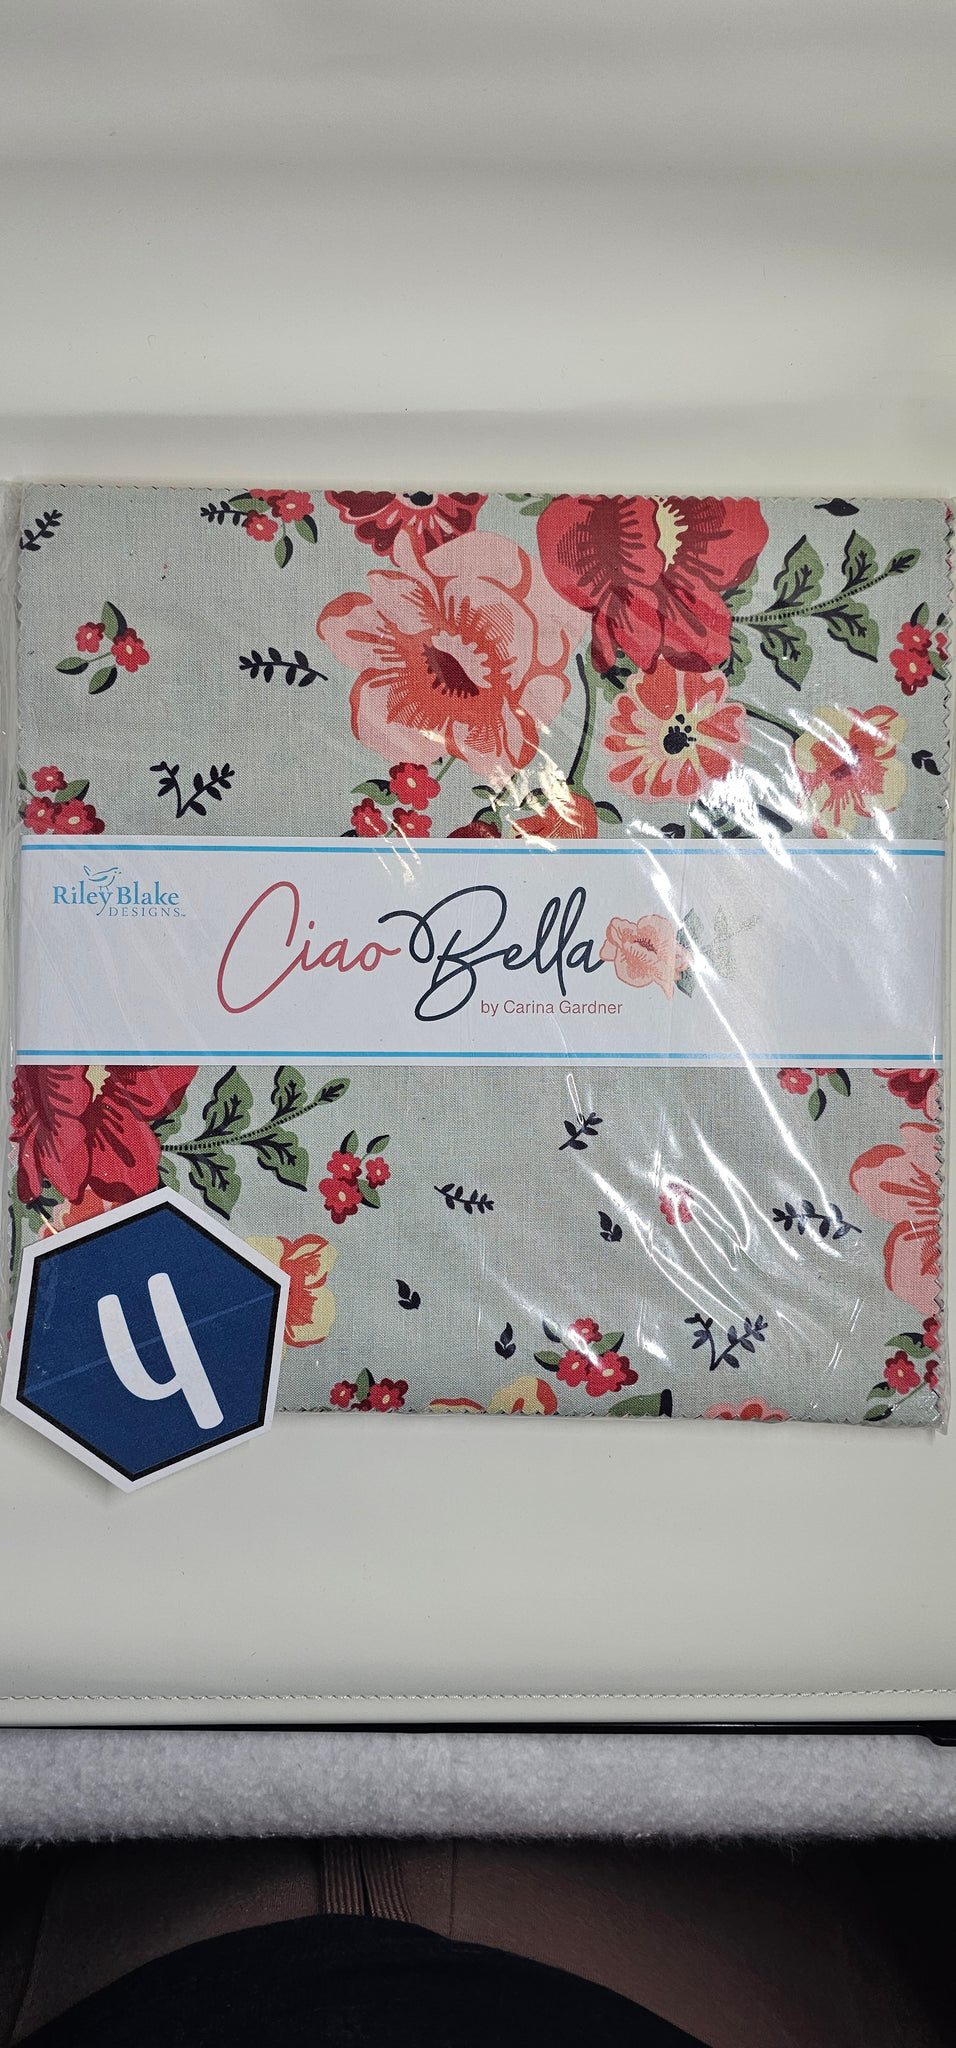 Riley Blake
DESIGNS
Ciao Bella
by Carina Gardner
4